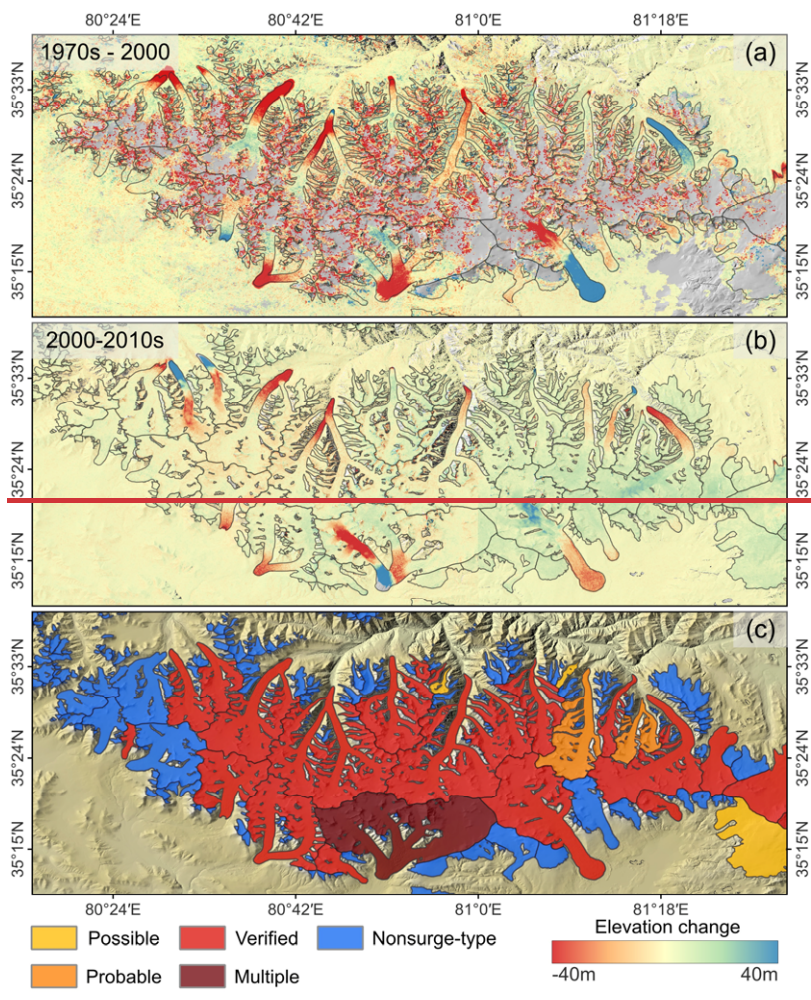 80°24'E 80°42'E 81°0'E 81°18'E
1970s - 2000
(a)
35°33'N
35°33'N
35°24'N
35°24'N
35°15'N
35°15'N
2000-2010s
(b)
35°33'N
35°33'N
35°24'N
35°24'N
35°15'N
35°15'N
(c)
35°33'N
35°33'N
35°24'N
35°24'N
35°15'N
35°15'N
80°24'E 80°42'E 81°0'E 81°18'E
Possible Verified Nonsurge-type
Probable Multiple
Elevation change
-40m 40m